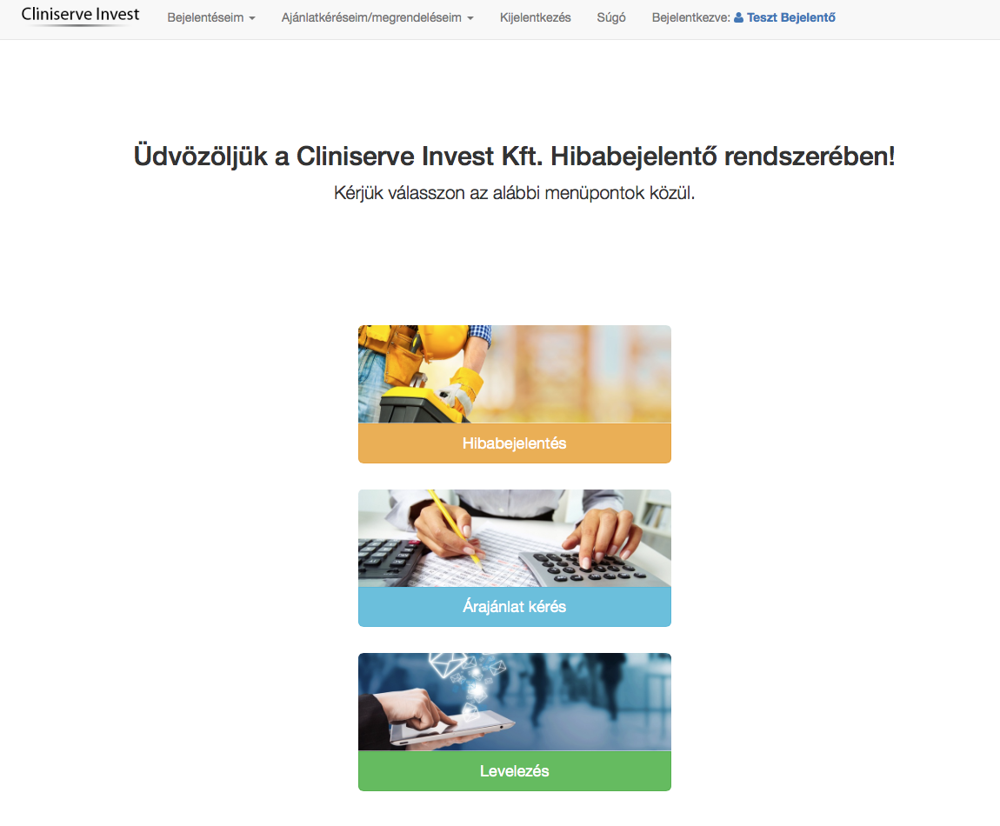 Cliniserve Invest Bejelentéseim Ajánlatkéréseim/megrendeléseim Kijelentkezés Súgó Bejelentkezve: Teszt Bejelentő
Üdvözöljük a Cliniserve Invest Kft. Hibabejelentő rendszerében!
Kérjük válasszon az alábbi menüpontok közül.
Hibabejelentés
Árajánlat kérés
Levelezés